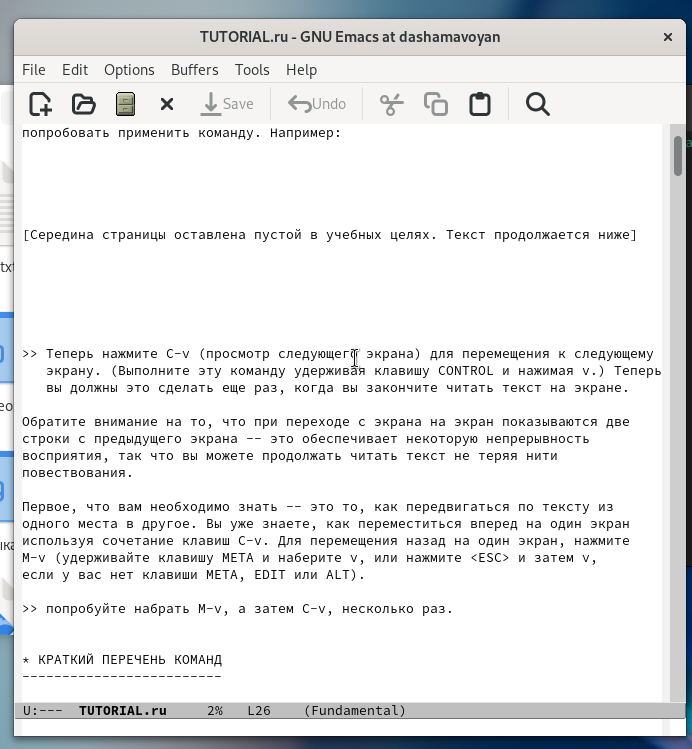 TUTORIAL.ru - GNU Emacs at dashamavoyan
File Edit Options Buffers Tools Help
Save Undo
попробовать применить команду. Например:
[Середина страницы оставлена пустой в учебных целях. Текст продолжается ниже]
>> Теперь нажмите C-v (просмотр следующего экрана) для перемещения к следующему
экрану. (Выполните эту команду удерживая клавишу CONTROL и нажимая v.) Теперь
вы должны это сделать еще раз, когда вы закончите читать текст на экране.
Обратите внимание на то, что при переходе с экрана на экран показываются две
строки с предыдущего экрана -- это обеспечивает некоторую непрерывность
восприятия, так что вы можете продолжать читать текст не теряя нити
повествования.
Первое, что вам необходимо знать -- это то, как передвигаться по тексту из
одного места в другое. Вы уже знаете, как переместиться вперед на один экран
используя сочетание клавиш C-v. Для перемещения назад на один экран, нажмите
M-v (удерживайте клавишу META и наберите v, или нажмите <ESC> и затем v,
если у вас нет клавиши META, EDIT или ALT).
>> попробуйте набрать M-v, а затем C-v, несколько раз.
* КРАТКИЙ ПЕРЕЧЕНЬ КОМАНД
-------------------------
U:--- TUTORIAL.ru 2% L26 (Fundamental)